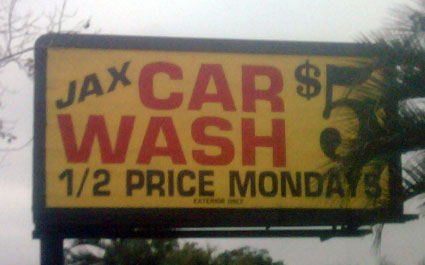 JAX CAR $5
WASH
1/2 PRICE MONDAYS
EXTERIOR ONLY